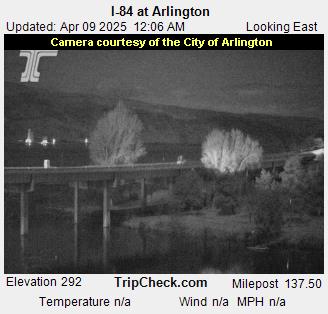 I-84 at Arlington
Updated: Apr 09 2025 12:06 AM Looking East
Camera courtesy of the City of Arlington
Elevation 292 TripCheck.com Milepost 137.50
Temperature n/a Wind n/a MPH n/a